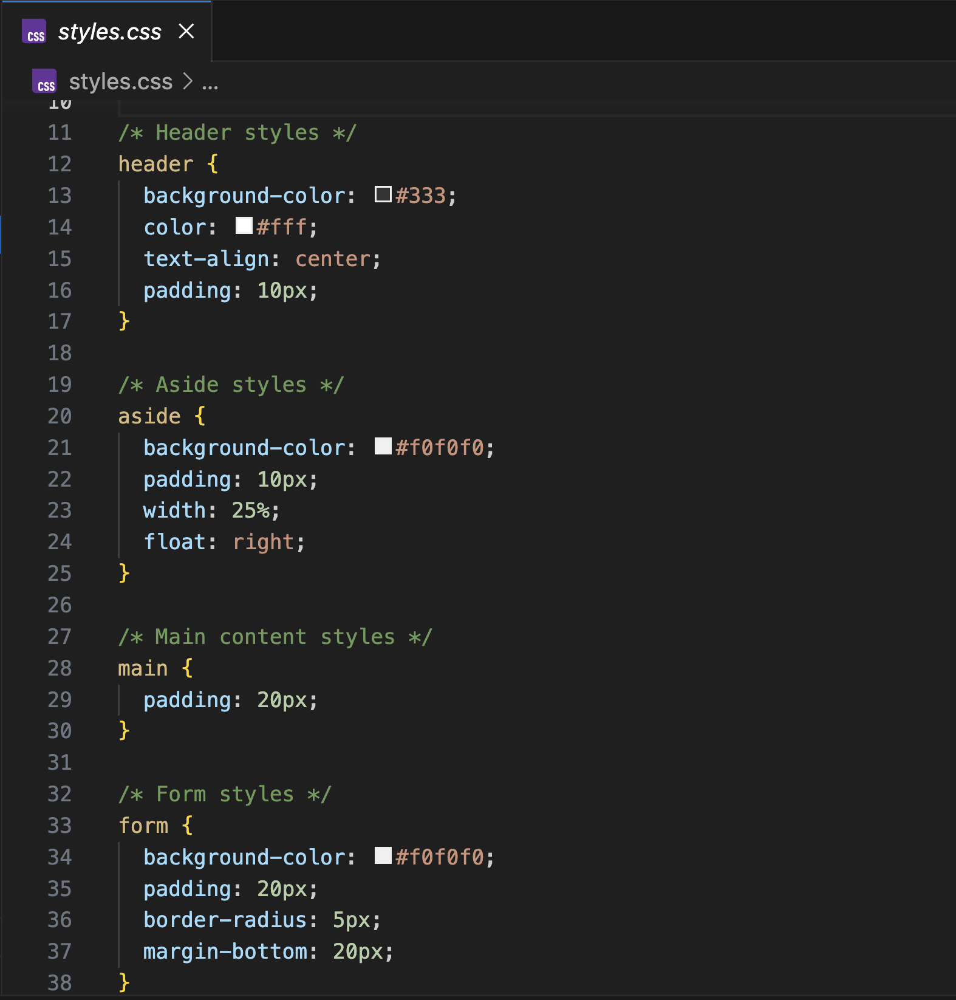 CSS styles.css
CSS styles.css > ...
10
11 /* Header styles */
12 header {
13   background-color: #333;
14   color: #fff;
15   text-align: center;
16   padding: 10px;
17 }
18
19 /* Aside styles */
20 aside {
21   background-color: #f0f0f0;
22   padding: 10px;
23   width: 25%;
24   float: right;
25 }
26
27 /* Main content styles */
28 main {
29   padding: 20px;
30 }
31
32 /* Form styles */
33 form {
34   background-color: #f0f0f0;
35   padding: 20px;
36   border-radius: 5px;
37   margin-bottom: 20px;
38 }